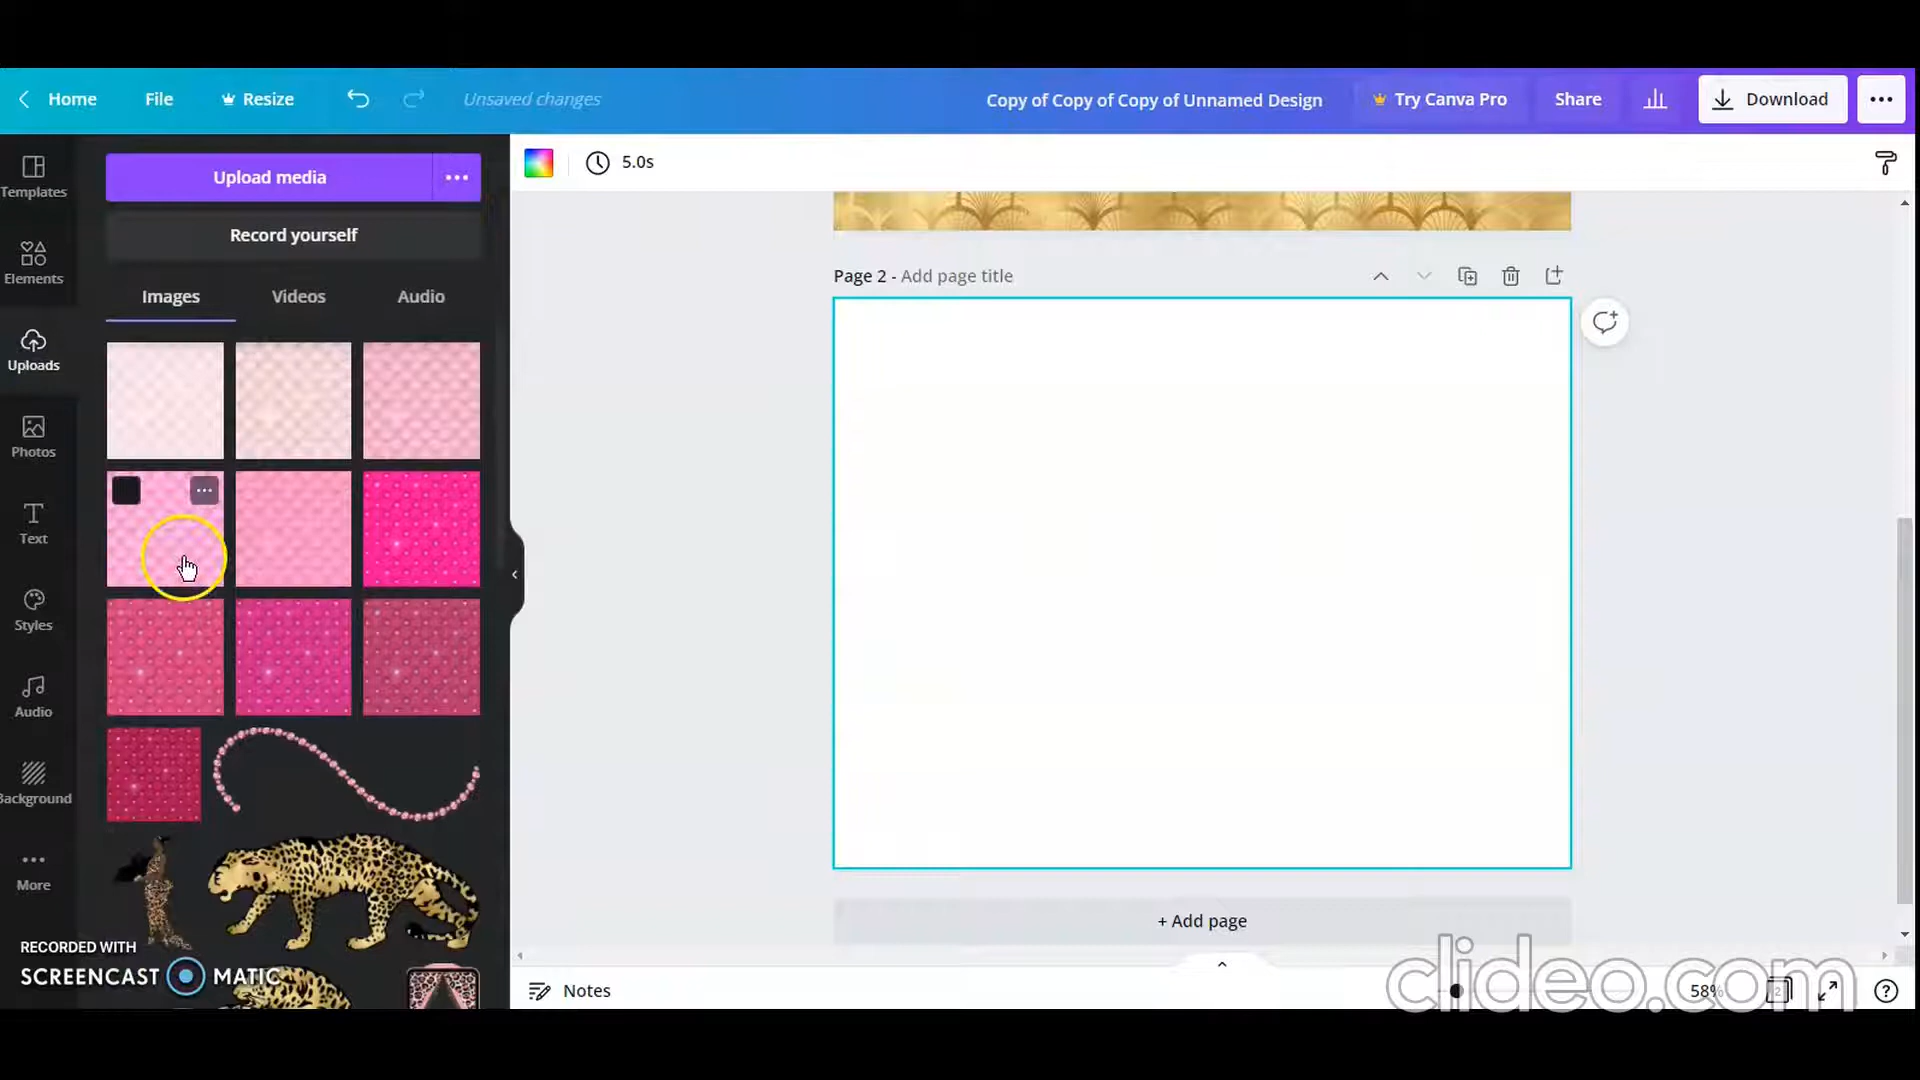 Home
File
Resize
Unsaved changes
Copy of Copy of Copy of Unnamed Design
Try Canva Pro
Share
Download
Templates
Elements
Uploads
Photos
Text
Styles
Audio
Background
More
Upload media
Record yourself
Images
Videos
Audio
5.0s
Page 2 - Add page title
+ Add page
Notes
58%
2
RECORDED WITH
SCREENCAST MATIC
clideo.com